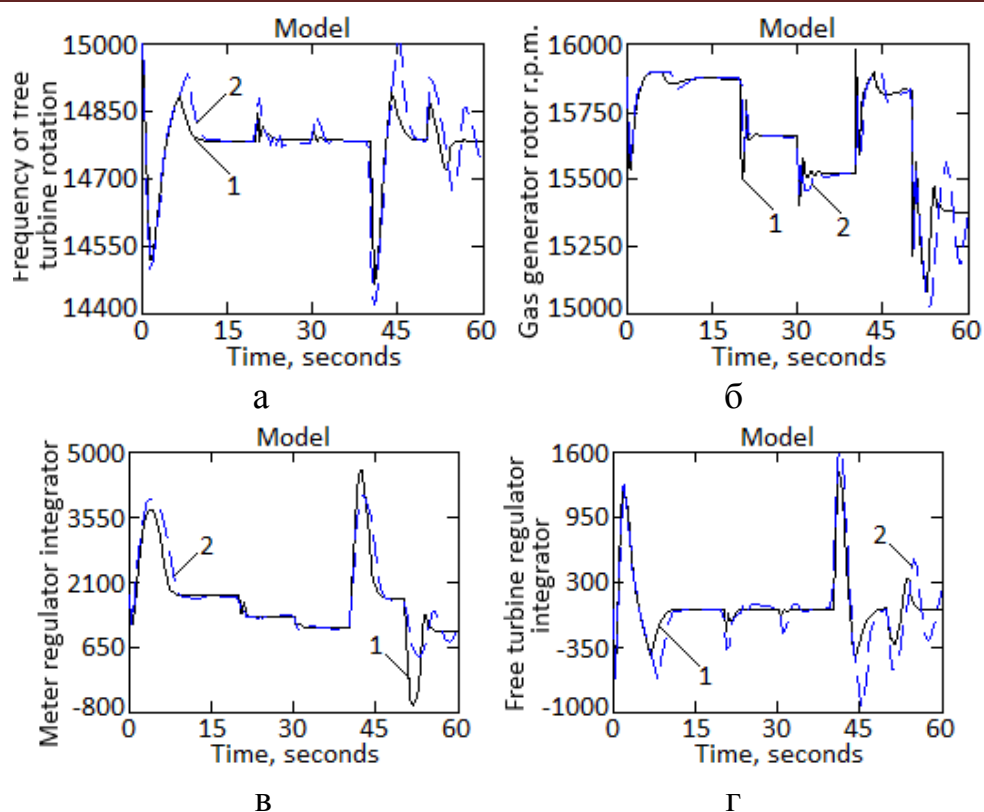 Model
Frequency of free
turbine rotation
15000
14850
14700
14550
14400
2
1
0 15 30 45 60
Time, seconds
а
Model
Gas generator rotor r.p.m.
16000
15750
15500
15250
15000
1 2
0 15 30 45 60
Time, seconds
б
Model
Meter regulator integrator
5000
3550
2100
650
-800
2
1
0 15 30 45 60
Time, seconds
в
Model
Free turbine regulator
integrator
1600
950
300
-350
-1000
2
1
0 15 30 45 60
Time, seconds
г